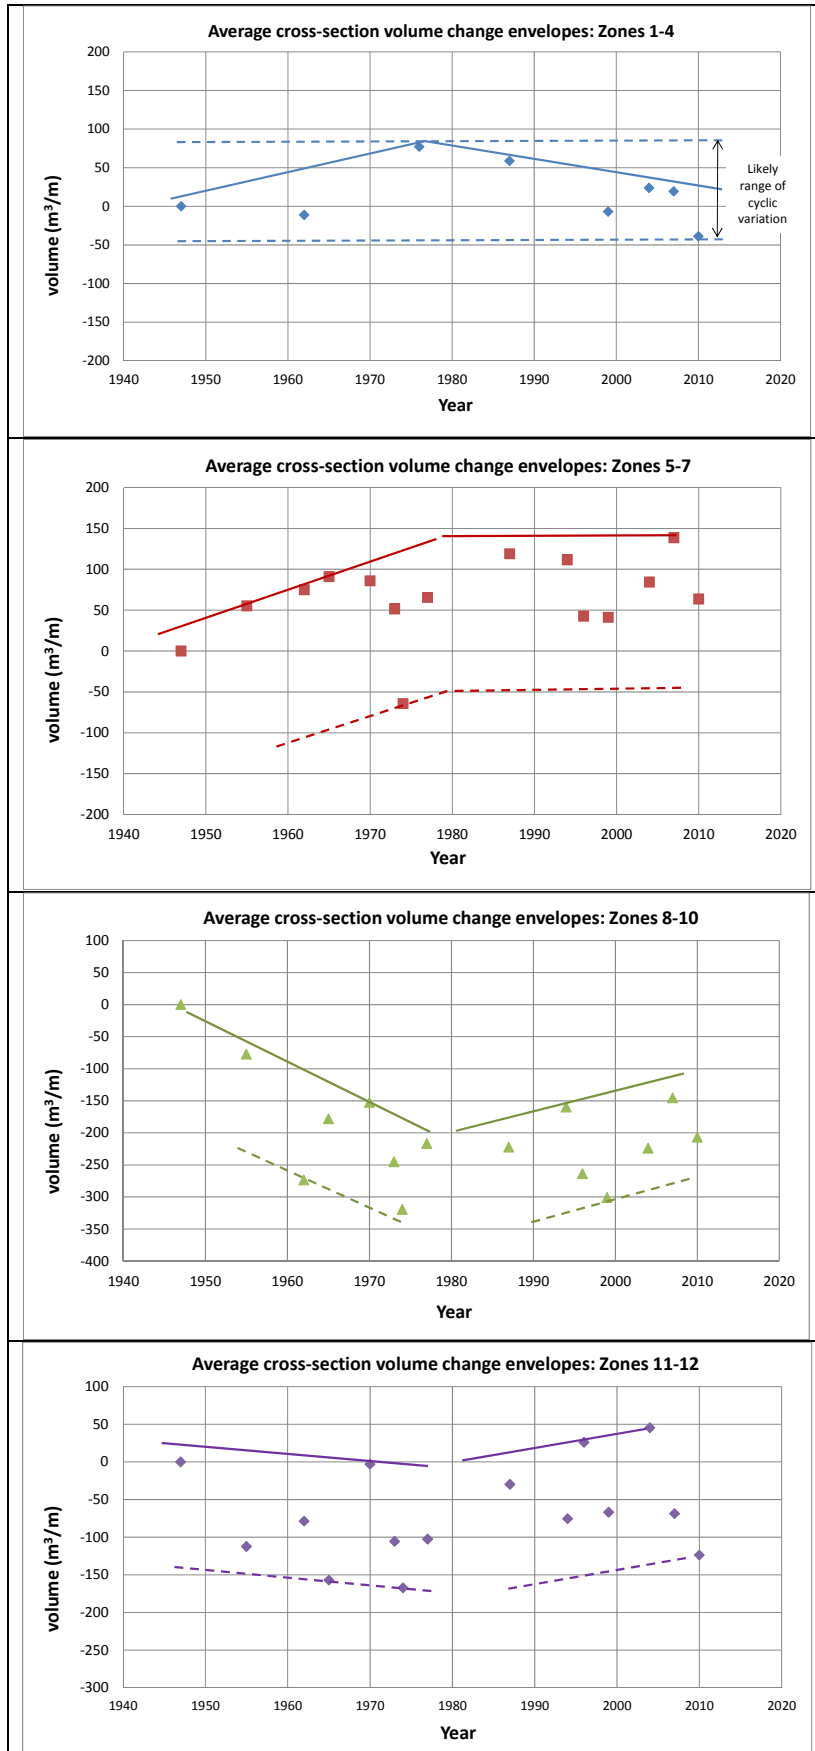 Average cross-section volume change envelopes: Zones 1-4
200
150
100
50
0
-50
-100
-150
-200
volume (m³/m)
Likely
range of
cyclic
variation
1940 1950 1960 1970 1980 1990 2000 2010 2020
Year
Average cross-section volume change envelopes: Zones 5-7
200
150
100
50
0
-50
-100
-150
-200
volume (m³/m)
1940 1950 1960 1970 1980 1990 2000 2010 2020
Year
Average cross-section volume change envelopes: Zones 8-10
100
50
0
-50
-100
-150
-200
-250
-300
-350
-400
volume (m³/m)
1940 1950 1960 1970 1980 1990 2000 2010 2020
Year
Average cross-section volume change envelopes: Zones 11-12
100
50
0
-50
-100
-150
-200
-250
-300
volume (m³/m)
1940 1950 1960 1970 1980 1990 2000 2010 2020
Year